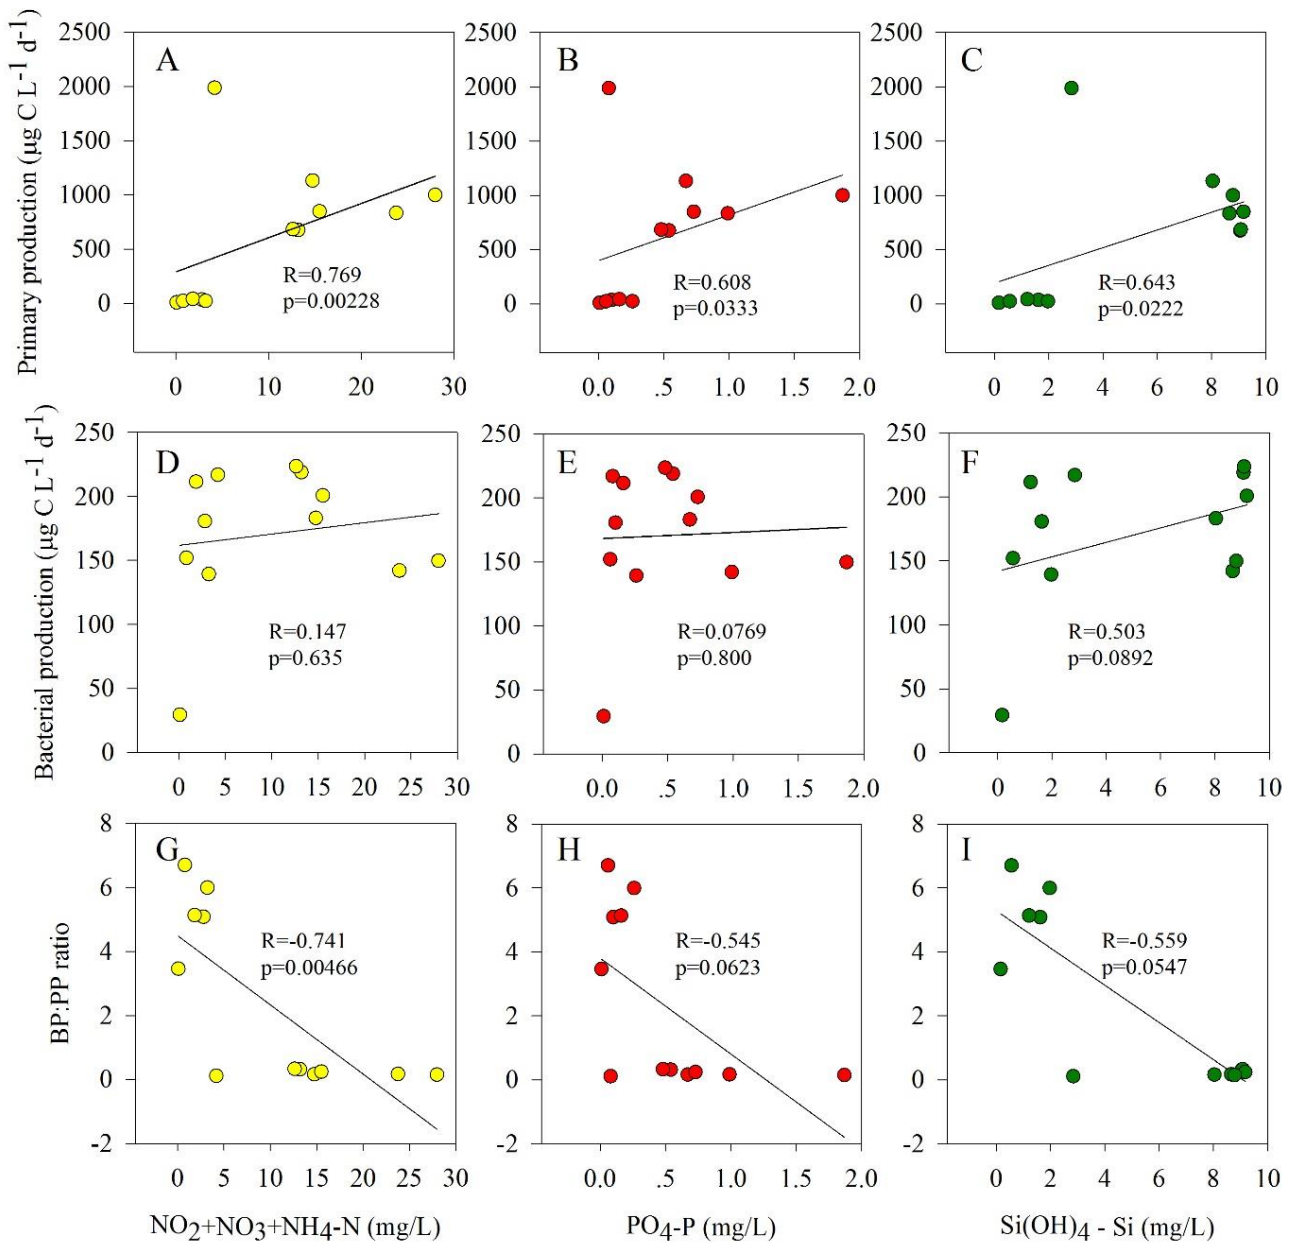 Primary production (µg C L⁻¹ d⁻¹)
A
2500
2000
1500
1000
500
0
R=0.769
p=0.00228
0 10 20 30
B
2500
2000
1500
1000
500
0
R=0.608
p=0.0333
0.0 .5 1.0 1.5 2.0
C
2500
2000
1500
1000
500
0
R=0.643
p=0.0222
0 2 4 6 8 10
Bacterial production (µg C L⁻¹ d⁻¹)
D
250
200
150
100
50
0
R=0.147
p=0.635
0 5 10 15 20 25 30
E
250
200
150
100
50
0
R=0.0769
p=0.800
0.0 .5 1.0 1.5 2.0
F
250
200
150
100
50
0
R=0.503
p=0.0892
0 2 4 6 8 10
BP:PP ratio
G
8
6
4
2
0
-2
R=-0.741
p=0.00466
0 5 10 15 20 25 30
NO₂+NO₃+NH₄-N (mg/L)
H
8
6
4
2
0
-2
R=-0.545
p=0.0623
0.0 .5 1.0 1.5 2.0
PO₄-P (mg/L)
I
8
6
4
2
0
-2
R=-0.559
p=0.0547
0 2 4 6 8 10
Si(OH)₄ - Si (mg/L)